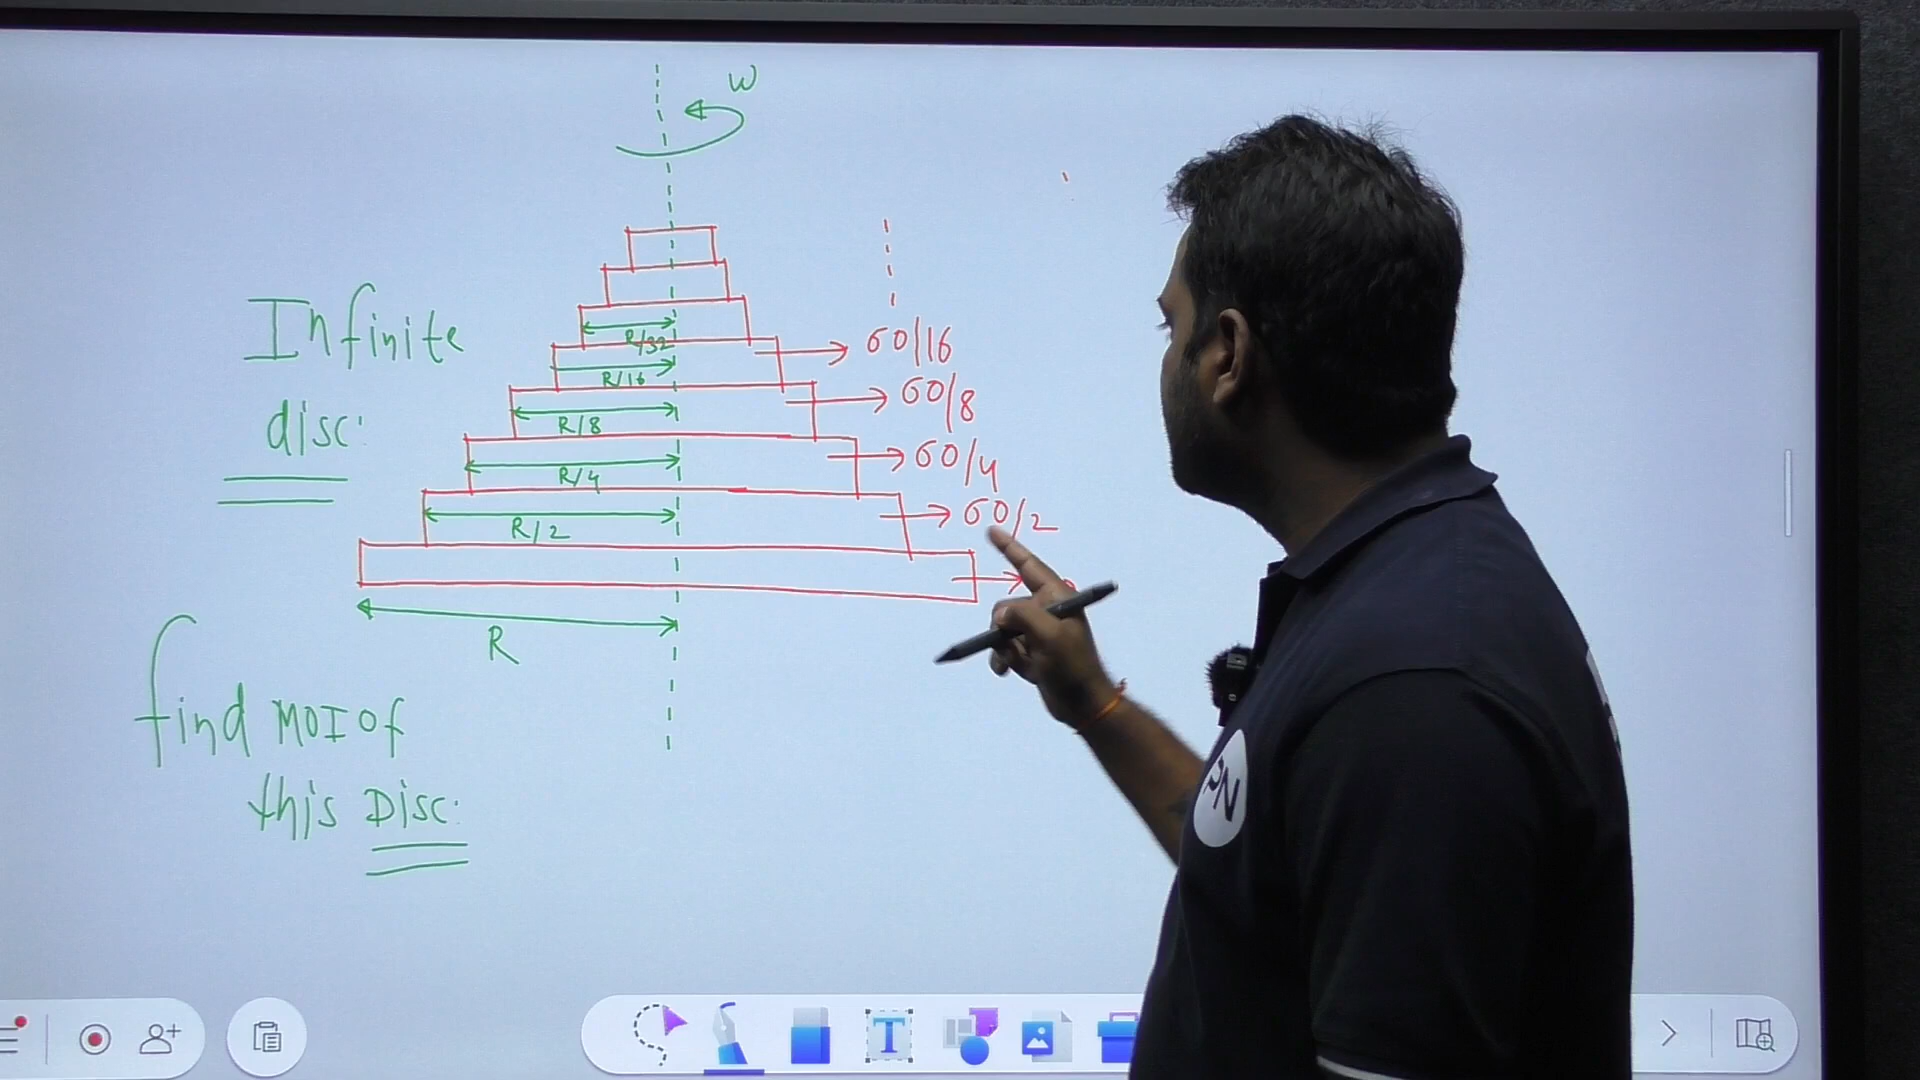 ω
Infinite
disc:
R/32
R/16
R/8
R/4
R/2
R
σ0/16
σ0/8
σ0/4
σ0/2
find MOI of
this Disc:
T